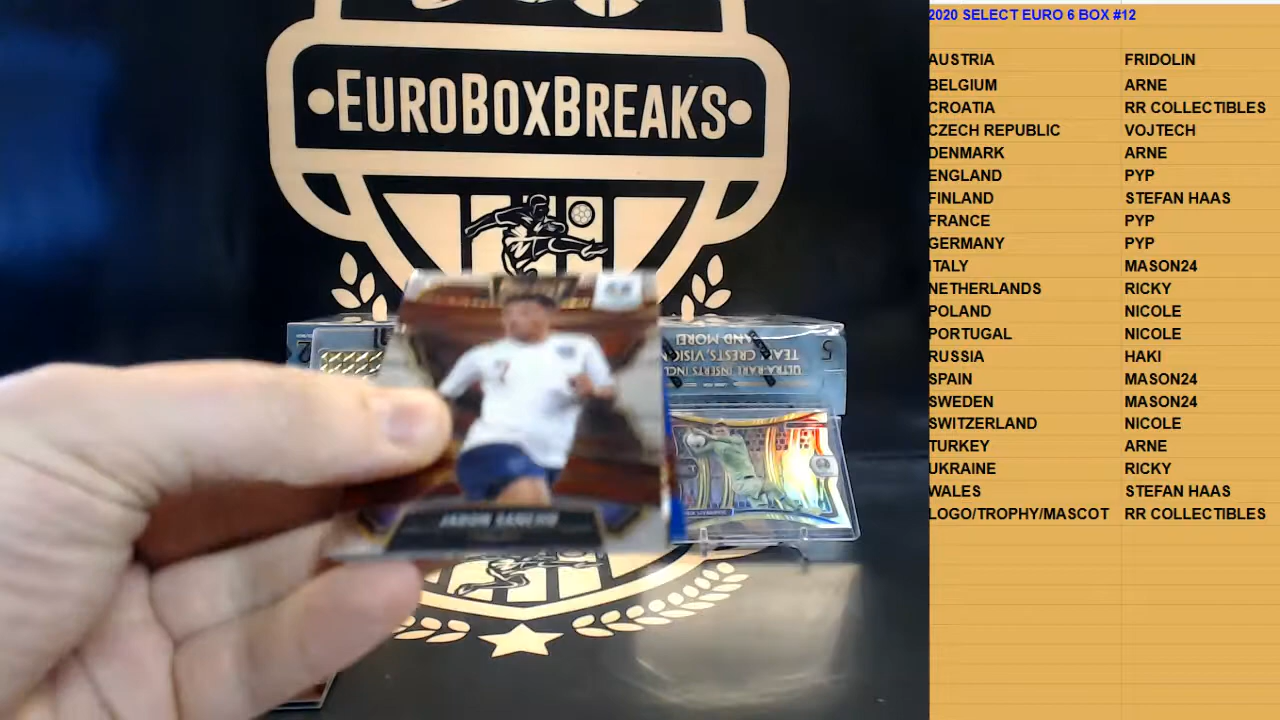 EUROBOXBREAKS
2020 SELECT EURO 6 BOX #12
AUSTRIA FRIDOLIN
BELGIUM ARNE
CROATIA RR COLLECTIBLES
CZECH REPUBLIC VOJTECH
DENMARK ARNE
ENGLAND PYP
FINLAND STEFAN HAAS
FRANCE PYP
GERMANY PYP
ITALY MASON24
NETHERLANDS RICKY
POLAND NICOLE
PORTUGAL NICOLE
RUSSIA HAKI
SPAIN MASON24
SWEDEN MASON24
SWITZERLAND NICOLE
TURKEY ARNE
UKRAINE RICKY
WALES STEFAN HAAS
LOGO/TROPHY/MASCOT RR COLLECTIBLES
7
JADON SANCHO
5
ULTRA-RARE INSERTS
TEAM CRESTS,
AND MORE!